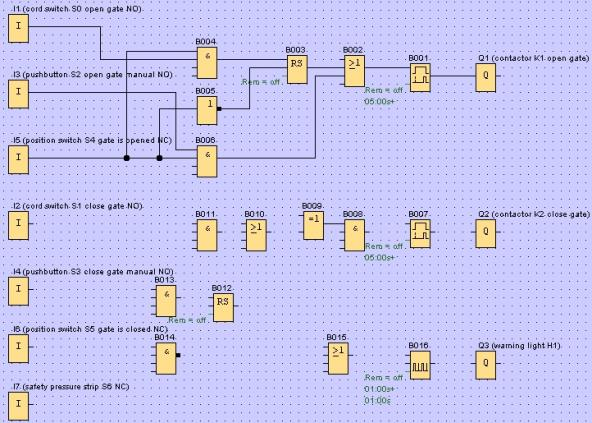 I1 (cord switch S0 open gate NO)
I
B004
&
B003
RS
Rem = off
B002
≥1
B001
Rem = off
05:00s+
Q1 (contactor K1 open gate)
Q
I3 (pushbutton S2 open gate manual NO)
I
B005
1
I5 (position switch S4 gate is opened NC)
I
B006
&
I2 (cord switch S1 close gate NO)
I
B011
&
B010
≥1
B009
=1
B008
&
B007
Rem = off
05:00s+
Q2 (contactor K2 close gate)
Q
I4 (pushbutton S3 close gate manual NO)
I
B013
&
B012
RS
Rem = off
I6 (position switch S5 gate is closed NC)
I
B014
&
B015
≥1
B016
Rem = off
01:00s+
01:00s
Q3 (warning light H1)
Q
I7 (safety pressure strip S6 NC)
I